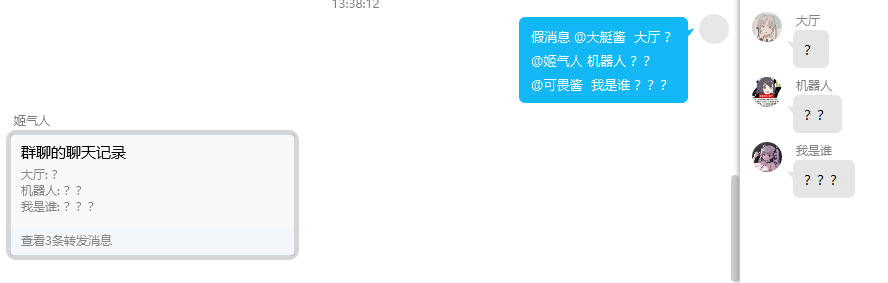 13:38:12
假消息 @大艇酱  大厅？
@姬气人 机器人？？
@可畏酱  我是谁？？？
姬气人
群聊的聊天记录
大厅:？
机器人:？？
我是谁:？？？
查看3条转发消息
大厅
？
机器人
？？
我是谁
？？？